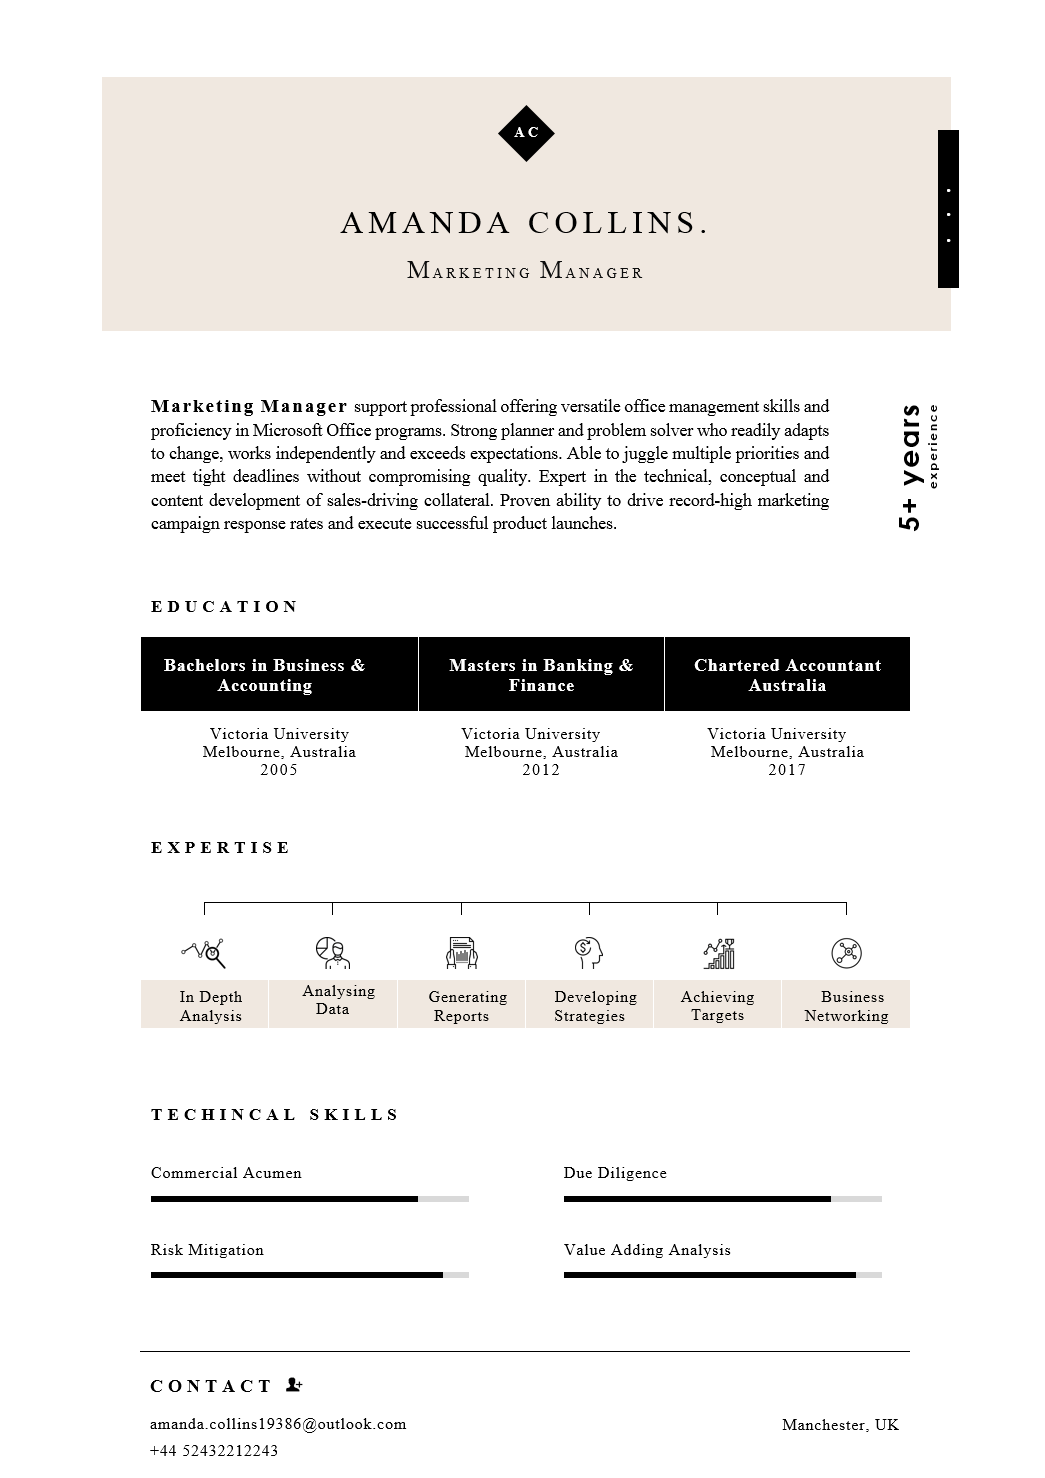 AC
AMANDA COLLINS.
Marketing Manager
Marketing Manager support professional offering versatile office management skills and
proficiency in Microsoft Office programs. Strong planner and problem solver who readily adapts
to change, works independently and exceeds expectations. Able to juggle multiple priorities and
meet tight deadlines without compromising quality. Expert in the technical, conceptual and
content development of sales-driving collateral. Proven ability to drive record-high marketing
campaign response rates and execute successful product launches.
5+ years
experience
EDUCATION
Bachelors in Business &
Accounting
Victoria University
Melbourne, Australia
2005
Masters in Banking &
Finance
Victoria University
Melbourne, Australia
2012
Chartered Accountant
Australia
Victoria University
Melbourne, Australia
2017
EXPERTISE
In Depth
Analysis
Analysing
Data
Generating
Reports
Developing
Strategies
Achieving
Targets
Business
Networking
TECHINCAL SKILLS
Commercial Acumen
Due Diligence
Risk Mitigation
Value Adding Analysis
CONTACT
amanda.collins19386@outlook.com
Manchester, UK
+44 52432212243